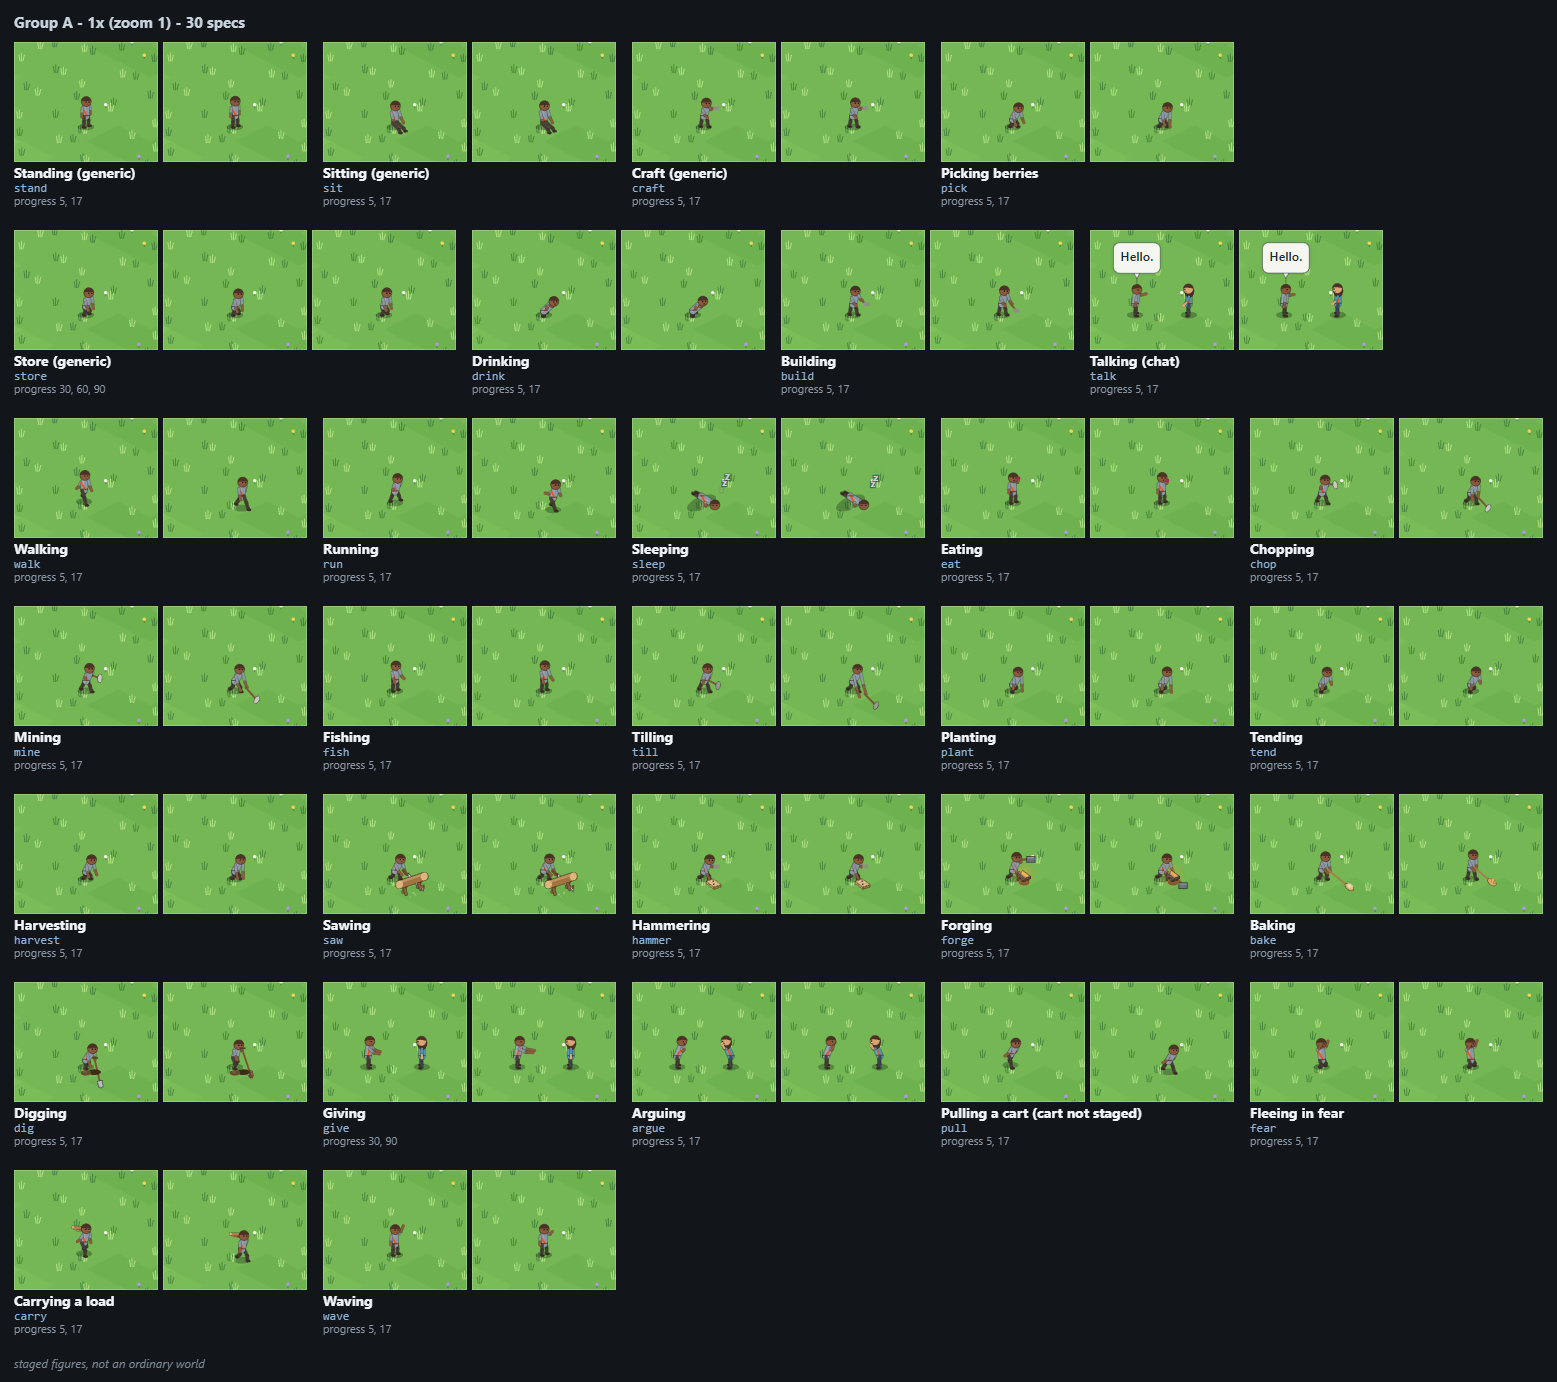 Group A - 1x (zoom 1) - 30 specs
Standing (generic)
stand
progress 5, 17
Sitting (generic)
sit
progress 5, 17
Craft (generic)
craft
progress 5, 17
Picking berries
pick
progress 5, 17
Store (generic)
store
progress 30, 60, 90
Drinking
drink
progress 5, 17
Building
build
progress 5, 17
Hello.
Hello.
Talking (chat)
talk
progress 5, 17
Walking
walk
progress 5, 17
Running
run
progress 5, 17
zZ
zZ
Sleeping
sleep
progress 5, 17
Eating
eat
progress 5, 17
Chopping
chop
progress 5, 17
Mining
mine
progress 5, 17
Fishing
fish
progress 5, 17
Tilling
till
progress 5, 17
Planting
plant
progress 5, 17
Tending
tend
progress 5, 17
Harvesting
harvest
progress 5, 17
Sawing
saw
progress 5, 17
Hammering
hammer
progress 5, 17
Forging
forge
progress 5, 17
Baking
bake
progress 5, 17
Digging
dig
progress 5, 17
Giving
give
progress 30, 90
Arguing
argue
progress 5, 17
Pulling a cart (cart not staged)
pull
progress 5, 17
Fleeing in fear
fear
progress 5, 17
Carrying a load
carry
progress 5, 17
Waving
wave
progress 5, 17
staged figures, not an ordinary world